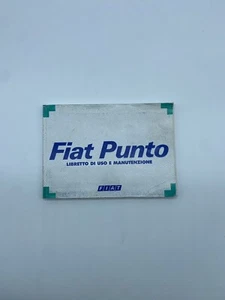 Fiat Punto
LIBRETTO DI USO E MANUTENZIONE
FIAT